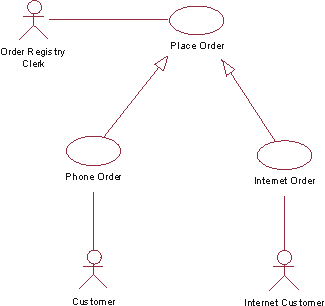 Order Registry
Clerk
Place Order
Phone Order
Internet Order
Customer
Internet Customer